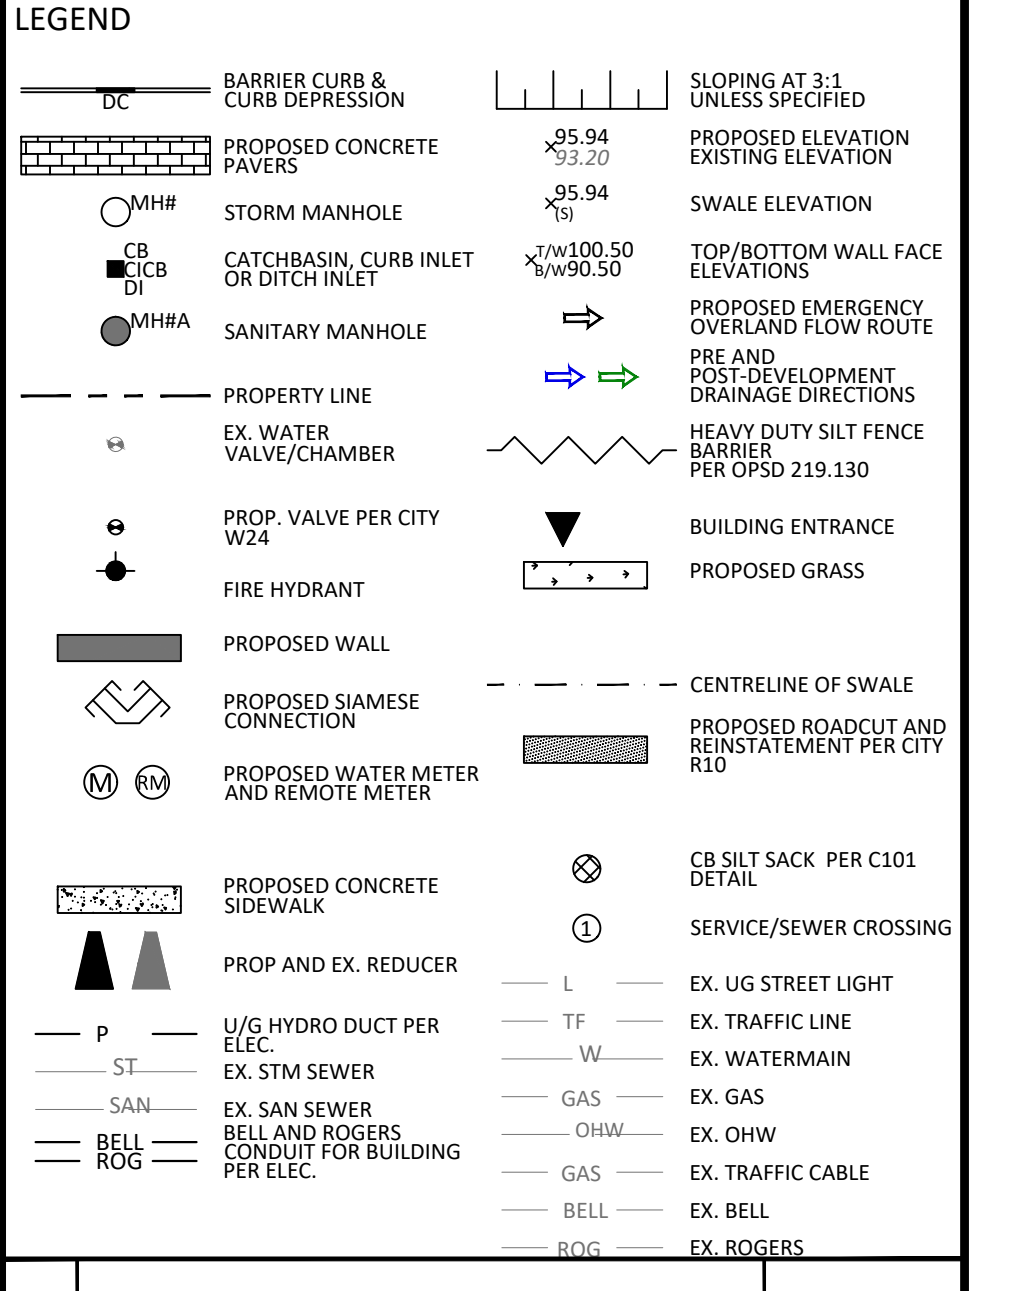 LEGEND
DC
BARRIER CURB &
CURB DEPRESSION
PROPOSED CONCRETE
PAVERS
MH#
STORM MANHOLE
CB
CICB
DI
CATCHBASIN, CURB INLET
OR DITCH INLET
MH#A
SANITARY MANHOLE
PROPERTY LINE
EX. WATER
VALVE/CHAMBER
PROP. VALVE PER CITY
W24
FIRE HYDRANT
PROPOSED WALL
PROPOSED SIAMESE
CONNECTION
M RM
PROPOSED WATER METER
AND REMOTE METER
PROPOSED CONCRETE
SIDEWALK
PROP AND EX. REDUCER
P
U/G HYDRO DUCT PER
ELEC.
ST
EX. STM SEWER
SAN
EX. SAN SEWER
BELL
ROG
BELL AND ROGERS
CONDUIT FOR BUILDING
PER ELEC.
SLOPING AT 3:1
UNLESS SPECIFIED
95.94
93.20
PROPOSED ELEVATION
EXISTING ELEVATION
95.94
(S)
SWALE ELEVATION
T/W100.50
B/W90.50
TOP/BOTTOM WALL FACE
ELEVATIONS
PROPOSED EMERGENCY
OVERLAND FLOW ROUTE
PRE AND
POST-DEVELOPMENT
DRAINAGE DIRECTIONS
HEAVY DUTY SILT FENCE
BARRIER
PER OPSD 219.130
BUILDING ENTRANCE
PROPOSED GRASS
CENTRELINE OF SWALE
PROPOSED ROADCUT AND
REINSTATEMENT PER CITY
R10
CB SILT SACK PER C101
DETAIL
1
SERVICE/SEWER CROSSING
L
EX. UG STREET LIGHT
TF
EX. TRAFFIC LINE
W
EX. WATERMAIN
GAS
EX. GAS
OHW
EX. OHW
GAS
EX. TRAFFIC CABLE
BELL
EX. BELL
ROG
EX. ROGERS